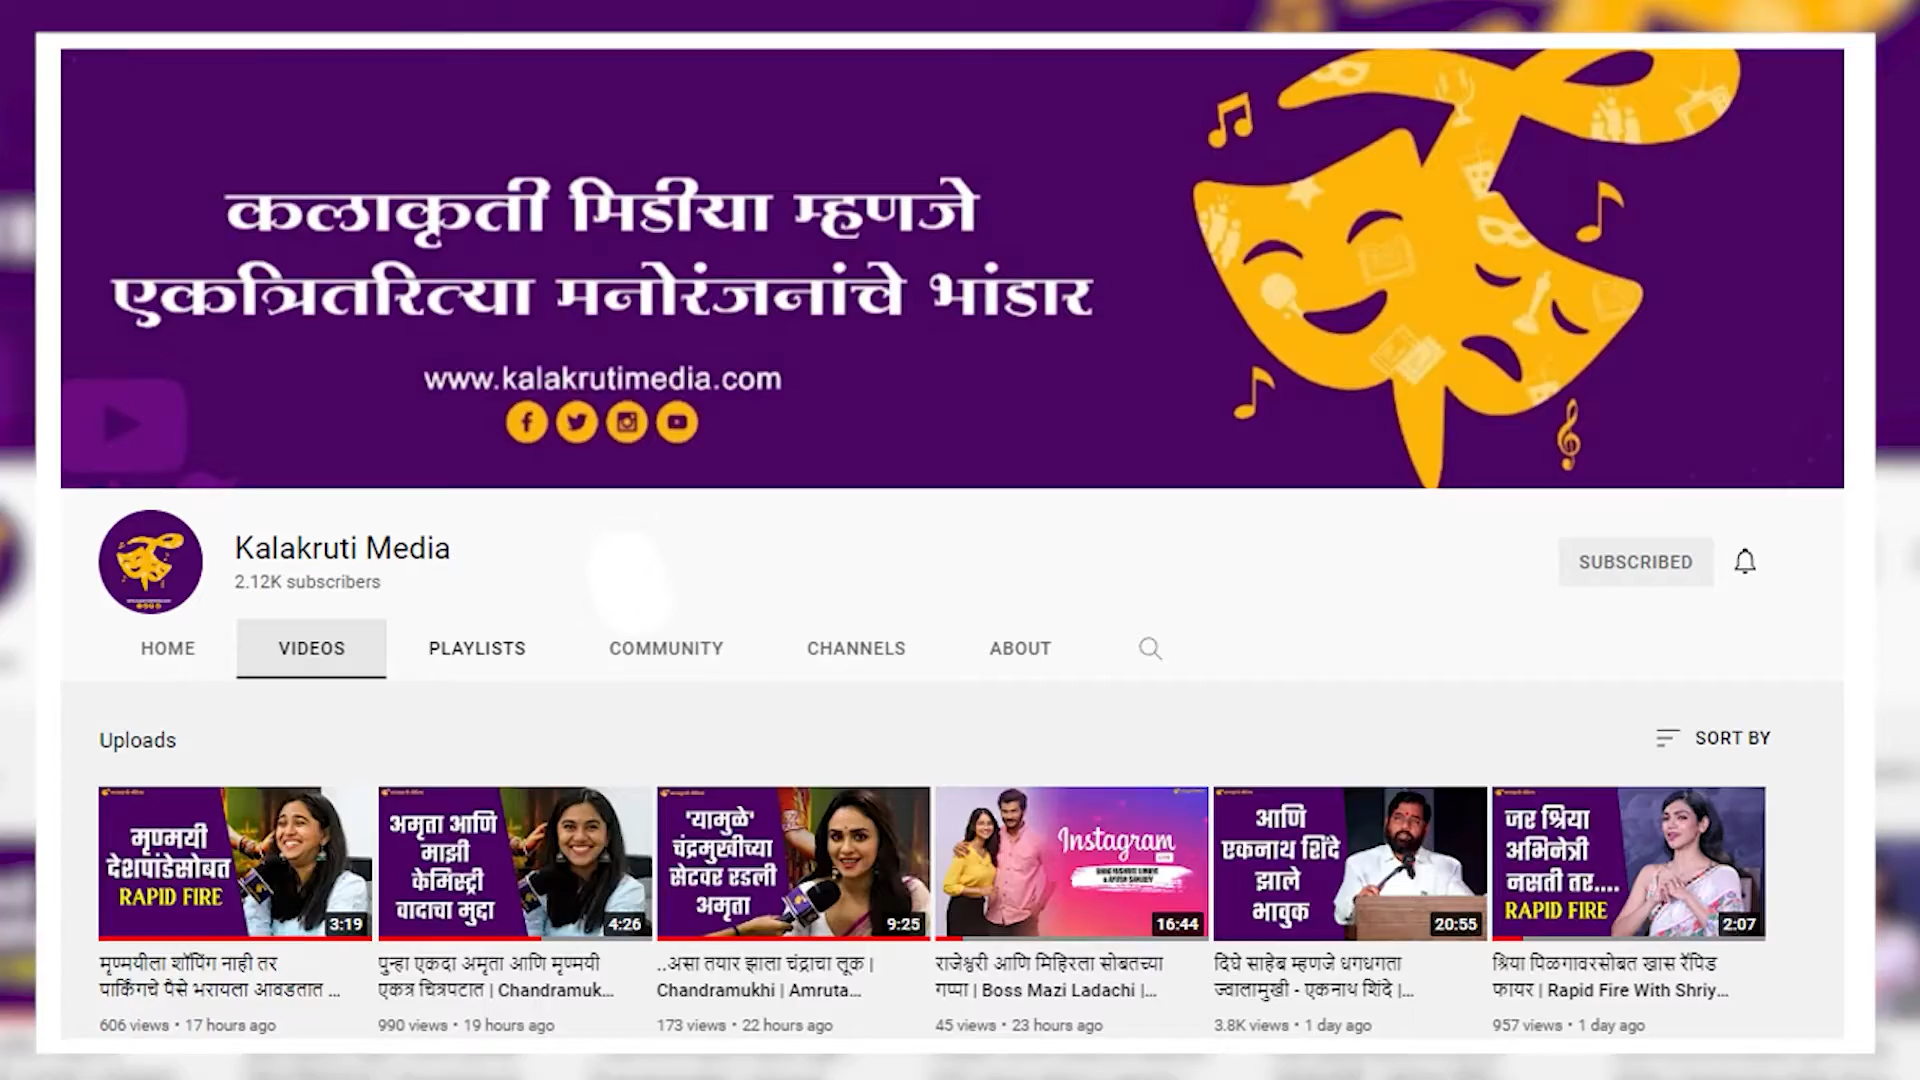 कलाकृती मिडीया म्हणजे
एकत्रितरित्या मनोरंजनांचे भांडार
www.kalakrutimedia.com
Kalakruti Media
2.12K subscribers
SUBSCRIBED
HOME
VIDEOS
PLAYLISTS
COMMUNITY
CHANNELS
ABOUT
Uploads
SORT BY
मृण्मयी
देशपांडेसोबत
RAPID FIRE
3:19
मृण्मयीला शॉपिंग नाही तर
पार्किंगचे पैसे भरायला आवडतात ...
606 views • 17 hours ago
अमृता आणि
माझी
केमिस्ट्री
वादाचा मुद्दा
4:26
पुन्हा एकदा अमृता आणि मृण्मयी
एकत्र चित्रपटात | Chandramuk...
990 views • 19 hours ago
'यामुळे'
चंद्रमुखीच्या
सेटवर रडली
अमृता
9:25
..असा तयार झाला चंद्राचा लूक |
Chandramukhi | Amruta...
173 views • 22 hours ago
Instagram
16:44
राजेश्वरी आणि मिहिरला सोबतच्या
गप्पा | Boss Mazi Ladachi |...
45 views • 23 hours ago
आणि
एकनाथ शिंदे
झाले
भावुक
20:55
दिघे साहेब म्हणजे धगधगता
ज्वालामुखी - एकनाथ शिंदे |...
3.8K views • 1 day ago
जर श्रिया
अभिनेत्री
नसती तर....
RAPID FIRE
2:07
श्रिया पिळगावरसोबत खास रॅपिड
फायर | Rapid Fire With Shriy...
957 views • 1 day ago